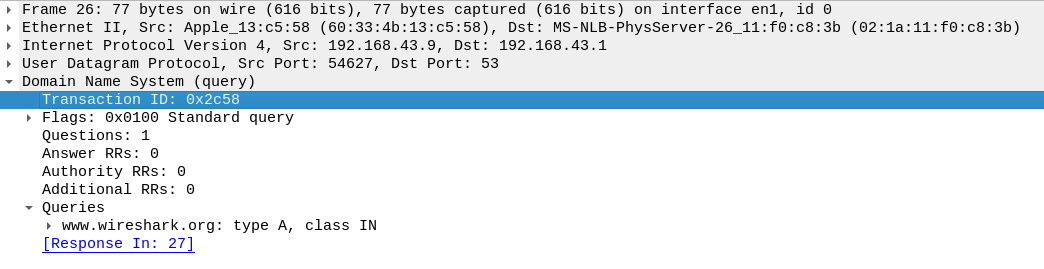 Frame 26: 77 bytes on wire (616 bits), 77 bytes captured (616 bits) on interface en1, id 0
Ethernet II, Src: Apple_13:c5:58 (60:33:4b:13:c5:58), Dst: MS-NLB-PhysServer-26_11:f0:c8:3b (02:1a:11:f0:c8:3b)
Internet Protocol Version 4, Src: 192.168.43.9, Dst: 192.168.43.1
User Datagram Protocol, Src Port: 54627, Dst Port: 53
Domain Name System (query)
Transaction ID: 0x2c58
Flags: 0x0100 Standard query
Questions: 1
Answer RRs: 0
Authority RRs: 0
Additional RRs: 0
Queries
www.wireshark.org: type A, class IN
[Response In: 27]